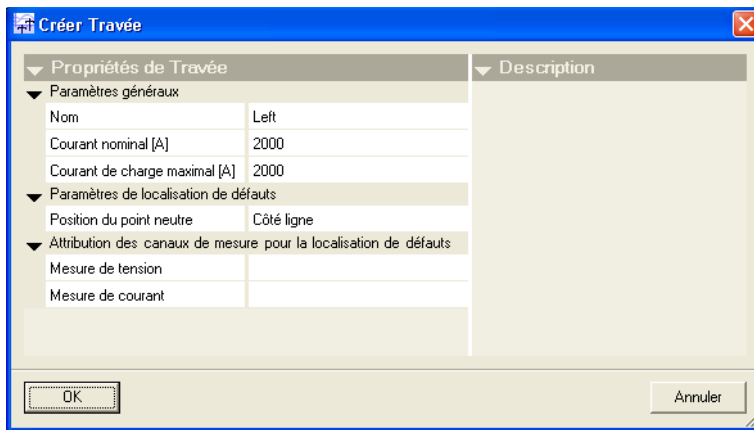 Créer Travée
Propriétés de Travée
Description
Paramètres généraux
Nom Left
Courant nominal [A] 2000
Courant de charge maximal [A] 2000
Paramètres de localisation de défauts
Position du point neutre Côté ligne
Attribution des canaux de mesure pour la localisation de défauts
Mesure de tension
Mesure de courant
OK
Annuler